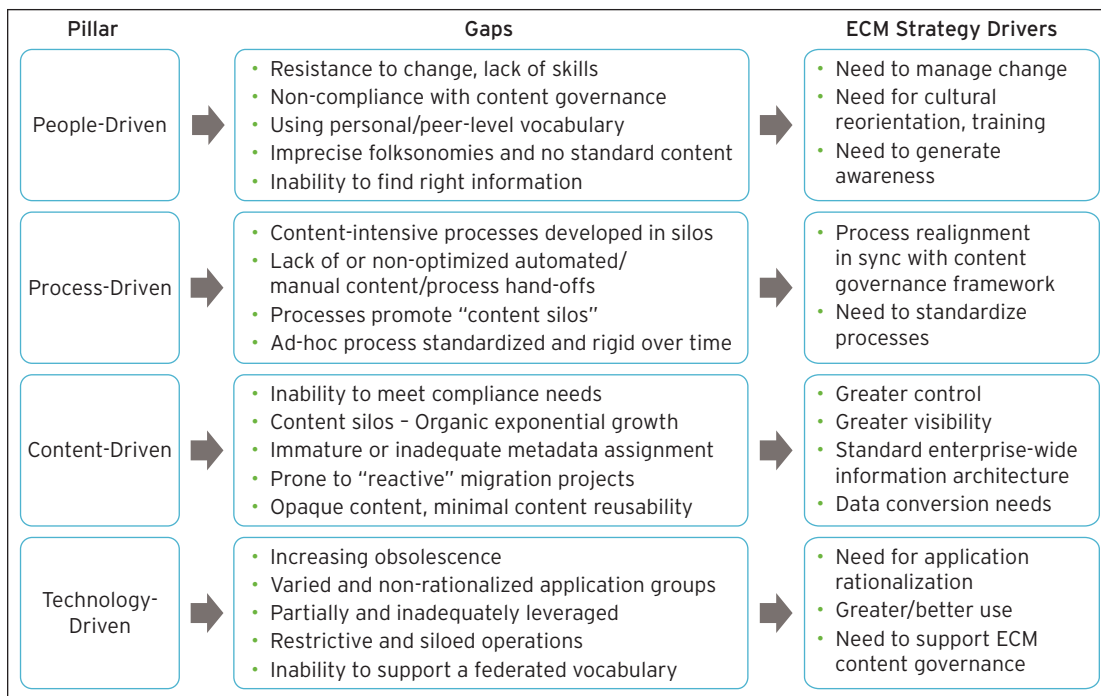 Pillar
Gaps
ECM Strategy Drivers
People-Driven
• Resistance to change, lack of skills
• Non-compliance with content governance
• Using personal/peer-level vocabulary
• Imprecise folksonomies and no standard content
• Inability to find right information
• Need to manage change
• Need for cultural
reorientation, training
• Need to generate
awareness
Process-Driven
• Content-intensive processes developed in silos
• Lack of or non-optimized automated/
manual content/process hand-offs
• Processes promote “content silos”
• Ad-hoc process standardized and rigid over time
• Process realignment
in sync with content
governance framework
• Need to standardize
processes
Content-Driven
• Inability to meet compliance needs
• Content silos – Organic exponential growth
• Immature or inadequate metadata assignment
• Prone to “reactive” migration projects
• Opaque content, minimal content reusability
• Greater control
• Greater visibility
• Standard enterprise-wide
information architecture
• Data conversion needs
Technology-
Driven
• Increasing obsolescence
• Varied and non-rationalized application groups
• Partially and inadequately leveraged
• Restrictive and siloed operations
• Inability to support a federated vocabulary
• Need for application
rationalization
• Greater/better use
• Need to support ECM
content governance